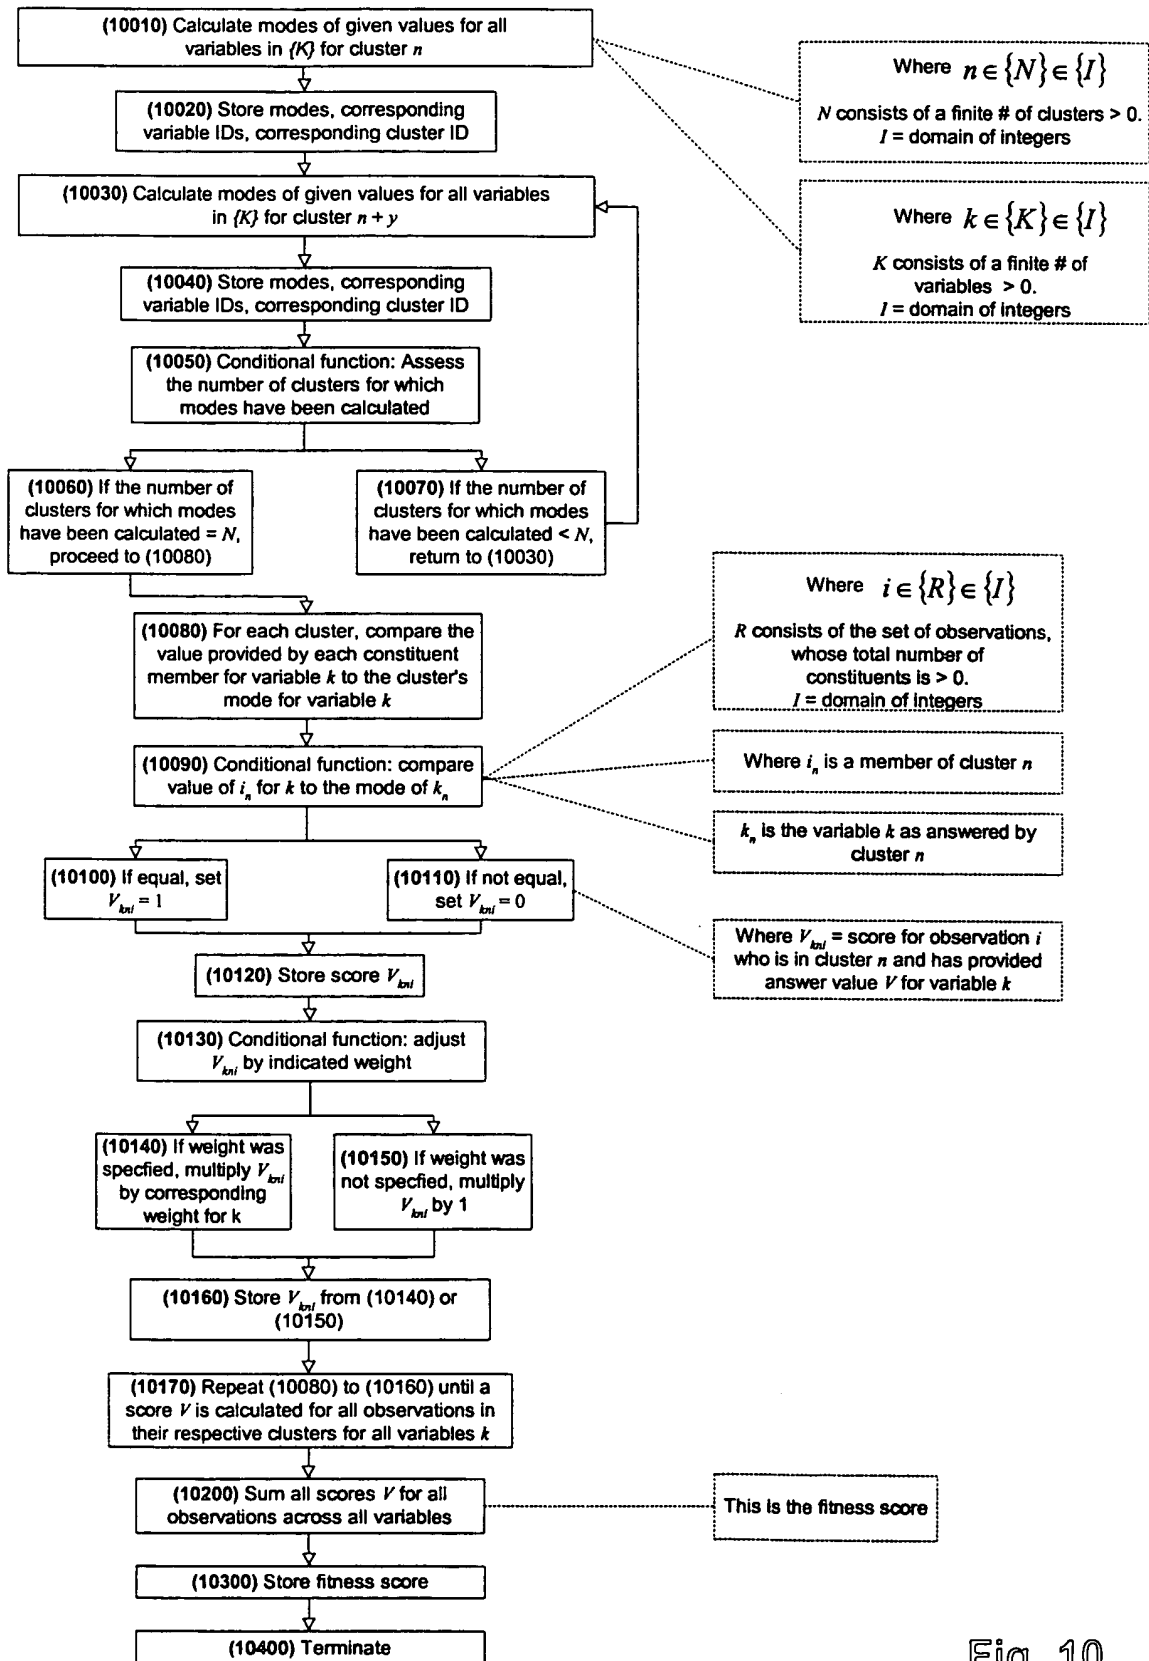 (10010) Calculate modes of given values for all
variables in {K} for cluster n
Where n ∈ {N} ∈ {I}
N consists of a finite # of clusters > 0.
I = domain of integers
(10020) Store modes, corresponding
variable IDs, corresponding cluster ID
(10030) Calculate modes of given values for all variables
in {K} for cluster n + y
Where k ∈ {K} ∈ {I}
K consists of a finite # of
variables > 0.
I = domain of integers
(10040) Store modes, corresponding
variable IDs, corresponding cluster ID
(10050) Conditional function: Assess
the number of clusters for which
modes have been calculated
(10060) If the number of
clusters for which modes
have been calculated = N,
proceed to (10080)
(10070) If the number of
clusters for which modes
have been calculated < N,
return to (10030)
Where i ∈ {R} ∈ {I}
R consists of the set of observations,
whose total number of
constituents is > 0.
I = domain of integers
(10080) For each cluster, compare the
value provided by each constituent
member for variable k to the cluster's
mode for variable k
(10090) Conditional function: compare
value of i_n for k to the mode of k_n
Where i_n is a member of cluster n
k_n is the variable k as answered by
cluster n
(10100) If equal, set
V_kni = 1
(10110) If not equal,
set V_kni = 0
Where V_kni = score for observation i
who is in cluster n and has provided
answer value V for variable k
(10120) Store score V_kni
(10130) Conditional function: adjust
V_kni by indicated weight
(10140) If weight was
specfied, multiply V_kni
by corresponding
weight for k
(10150) If weight was
not specfied, multiply
V_kni by 1
(10160) Store V_kni from (10140) or
(10150)
(10170) Repeat (10080) to (10160) until a
score V is calculated for all observations in
their respective clusters for all variables k
(10200) Sum all scores V for all
observations across all variables
This is the fitness score
(10300) Store fitness score
(10400) Terminate
Fig. 10